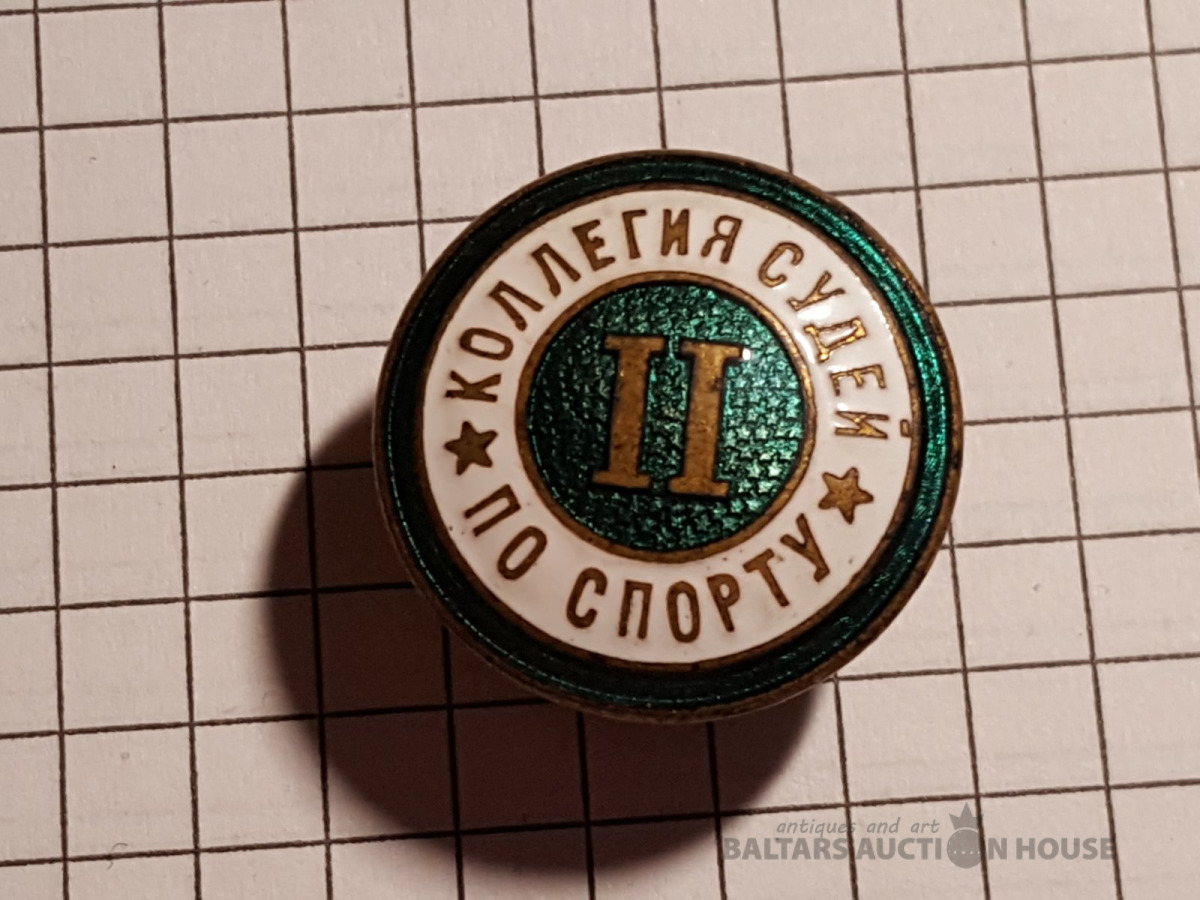 КОЛЛЕГИЯ СУДЕЙ
ПО СПОРТУ
II
antiques and art
BALTARS AUCTION HOUSE